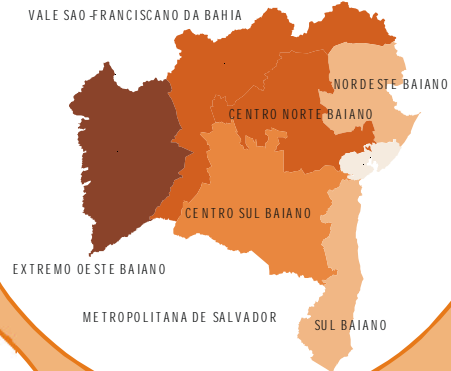 VALE SAO-FRANCISCANO DA BAHIA
NORDESTE BAIANO
CENTRO NORTE BAIANO
CENTRO SUL BAIANO
EXTREMO OESTE BAIANO
METROPOLITANA DE SALVADOR
SUL BAIANO